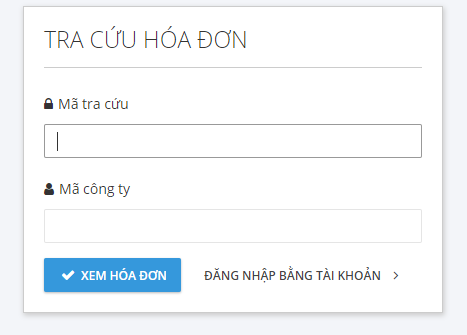 TRA CỨU HÓA ĐƠN
Mã tra cứu
Mã công ty
XEM HÓA ĐƠN ĐĂNG NHẬP BẰNG TÀI KHOẢN